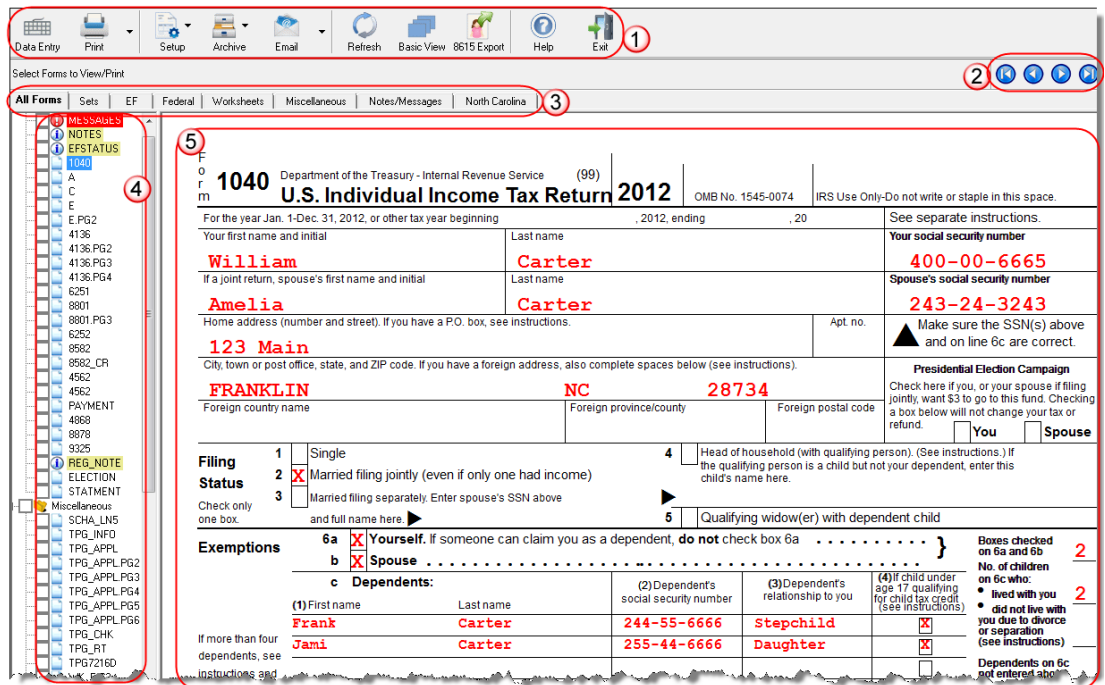 Data Entry Print Setup Archive Email Refresh Basic View 8615 Export Help Exit 1
Select Forms to View/Print 2
All Forms Sets EF Federal Worksheets Miscellaneous Notes/Messages North Carolina 3
MESSAGES
NOTES
EFSTATUS
1040
A
C
E
E.PG2
4136
4136.PG2
4136.PG3
4136.PG4
6251
8801
8801.PG3
6252
8582
8582_CR
4562
4562
PAYMENT
4868
8878
9325
REG_NOTE
ELECTION
STATMENT
Miscellaneous
SCHA_LN5
TPG_INFO
TPG_APPL
TPG_APPL.PG2
TPG_APPL.PG3
TPG_APPL.PG4
TPG_APPL.PG5
TPG_APPL.PG6
TPG_CHK
TPG_RT
TPG7216D
4
5
Form 1040 Department of the Treasury - Internal Revenue Service (99)
U.S. Individual Income Tax Return 2012 OMB No. 1545-0074 IRS Use Only-Do not write or staple in this space.
For the year Jan. 1-Dec. 31, 2012, or other tax year beginning , 2012, ending , 20 See separate instructions.
Your first name and initial Last name Your social security number
William Carter 400-00-6665
If a joint return, spouse's first name and initial Last name Spouse's social security number
Amelia Carter 243-24-3243
Home address (number and street). If you have a P.O. box, see instructions. Apt. no.
123 Main
Make sure the SSN(s) above
and on line 6c are correct.
City, town or post office, state, and ZIP code. If you have a foreign address, also complete spaces below (see instructions).
FRANKLIN NC 28734
Foreign country name Foreign province/county Foreign postal code
Presidential Election Campaign
Check here if you, or your spouse if filing
jointly, want $3 to go to this fund. Checking
a box below will not change your tax or
refund. You Spouse
Filing
Status
Check only
one box.
1 Single
2 X Married filing jointly (even if only one had income)
3 Married filing separately. Enter spouse's SSN above
and full name here.
4 Head of household (with qualifying person). (See instructions.) If
the qualifying person is a child but not your dependent, enter this
child's name here.
5 Qualifying widow(er) with dependent child
Exemptions
6a X Yourself. If someone can claim you as a dependent, do not check box 6a . . . . . . . . . . }
b X Spouse . . . . . . . . . . . . . . . . . . . . . . . . . . . . . . . . . . .
c Dependents:
(1) First name Last name
(2) Dependent's
social security number
(3) Dependent's
relationship to you
(4) If child under
age 17 qualifying
for child tax credit
(see instructions)
Frank Carter 244-55-6666 Stepchild X
Jami Carter 255-44-6666 Daughter X
If more than four
dependents, see
instructions and
Boxes checked
on 6a and 6b 2
No. of children
on 6c who:
• lived with you 2
• did not live with
you due to divorce
or separation
(see instructions)
Dependents on 6c
not entered abo